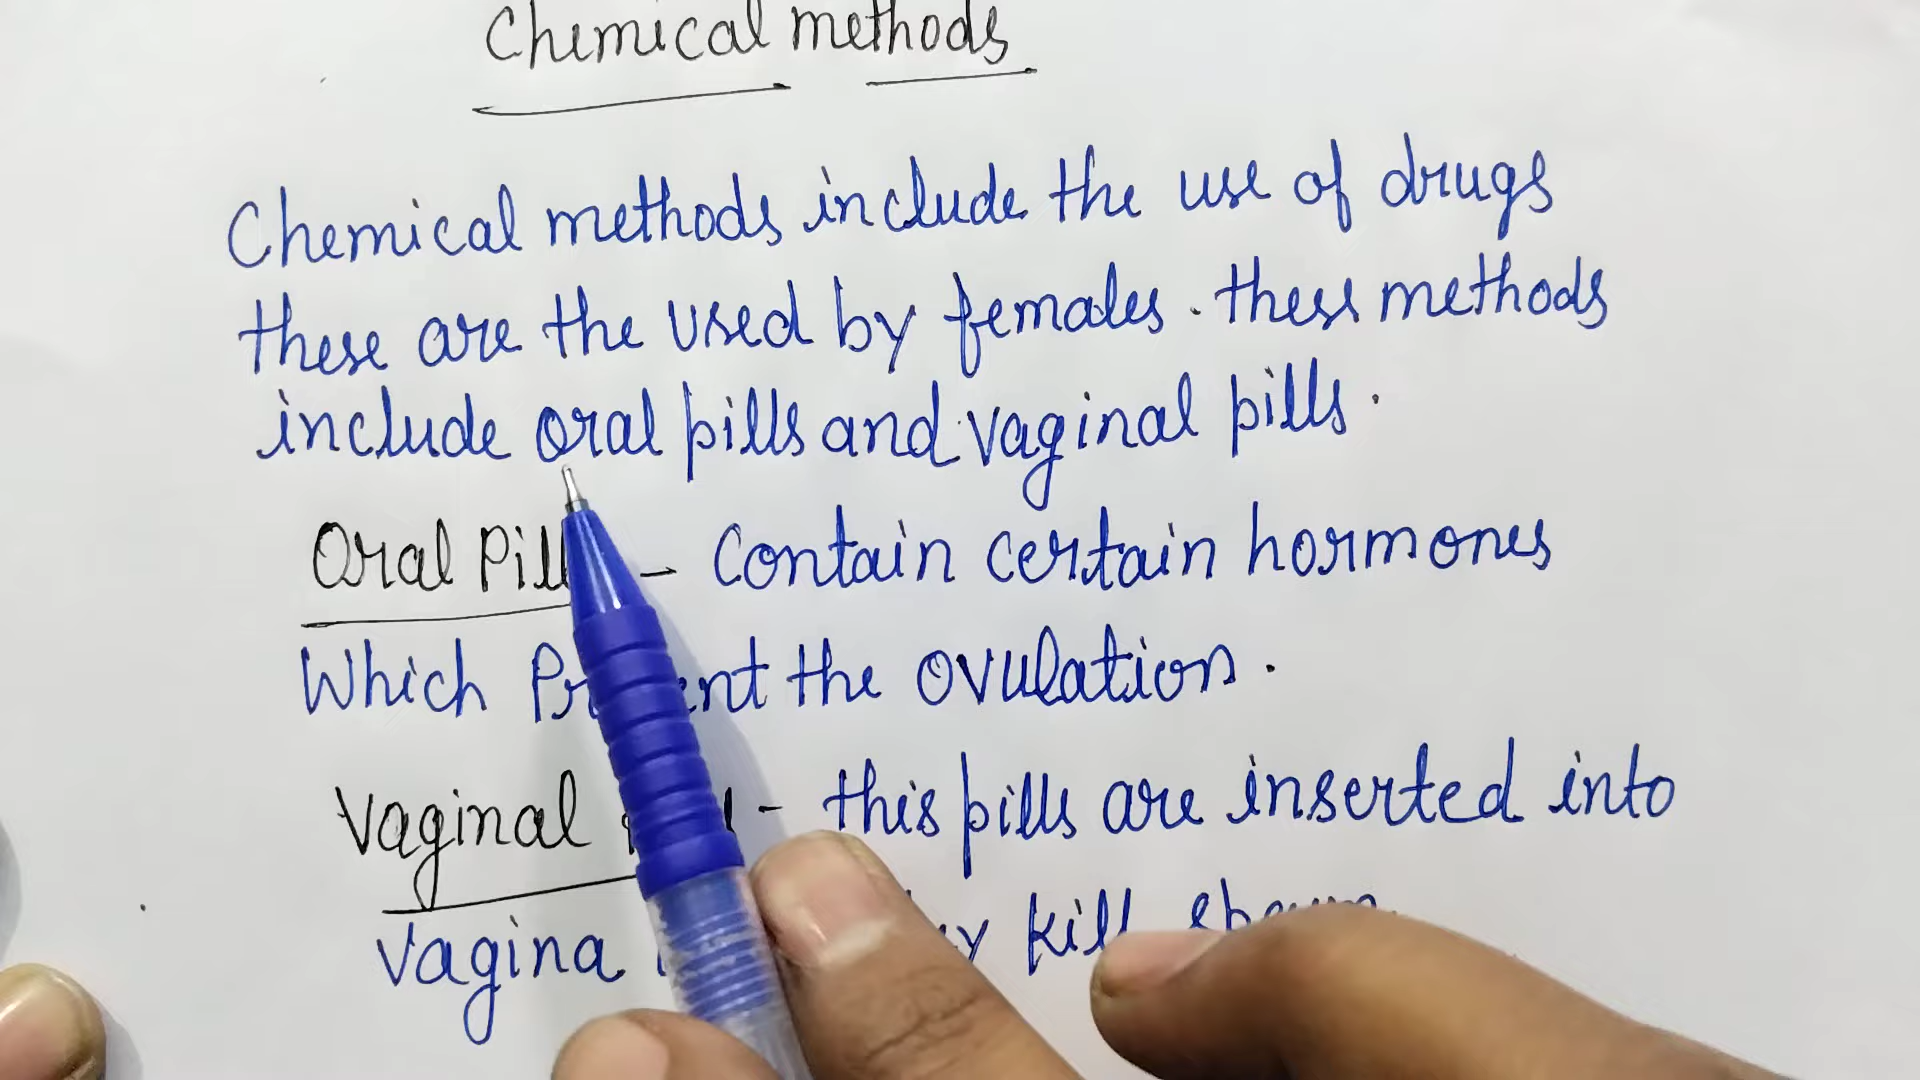 Chemical methods
Chemical methods include the use of drugs
these are the used by females. these methods
include oral pills and vaginal pills.
Oral Pill - Contain certain hormones
Which the ovulation.
Vaginal - this pills are inserted into
Vagina kill